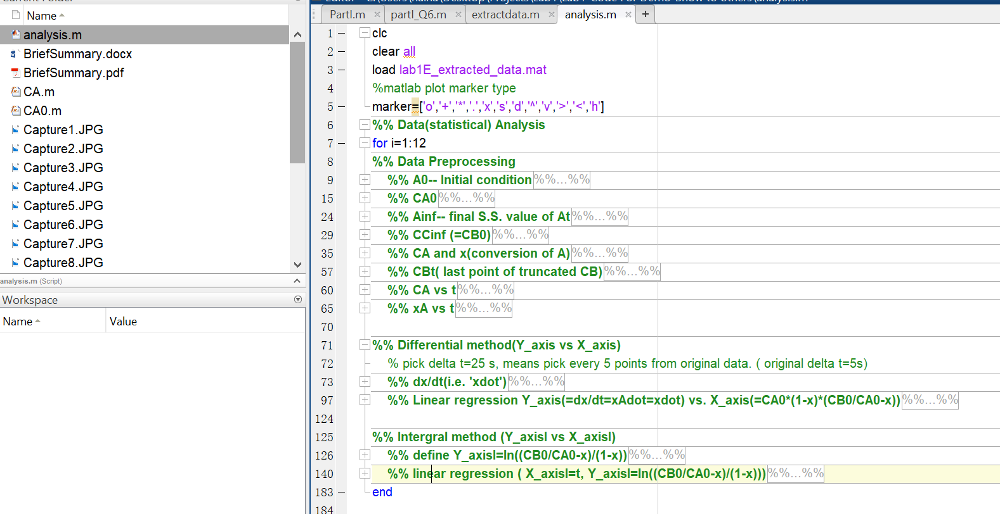 Name
analysis.m
BriefSummary.docx
BriefSummary.pdf
CA.m
CA0.m
Capture1.JPG
Capture2.JPG
Capture3.JPG
Capture4.JPG
Capture5.JPG
Capture6.JPG
Capture7.JPG
Capture8.JPG
analysis.m (Script)
Workspace
Name Value
PartI.m × partI_Q6.m × extractdata.m × analysis.m × +
1 clc
2 clear all
3 load lab1E_extracted_data.mat
4 %matlab plot marker type
5 marker=['o','+','*','.','x','s','d','^','v','>','<','h']
6 %% Data(statistical) Analysis
7 for i=1:12
8 %% Data Preprocessing
9 %% A0-- Initial condition %%...%%
15 %% CA0 %%...%%
24 %% Ainf-- final S.S. value of At %%...%%
29 %% CCinf (=CB0) %%...%%
35 %% CA and x(conversion of A) %%...%%
57 %% CBt( last point of truncated CB) %%...%%
60 %% CA vs t %%...%%
65 %% xA vs t %%...%%
70
71 %% Differential method(Y_axis vs X_axis)
72 % pick delta t=25 s, means pick every 5 points from original data. ( original delta t=5s)
73 %% dx/dt(i.e. 'xdot') %%...%%
97 %% Linear regression Y_axis(=dx/dt=xAdot=xdot) vs. X_axis(=CA0*(1-x)*(CB0/CA0-x)) %%...%%
124
125 %% Intergral method (Y_axisI vs X_axisI)
126 %% define Y_axisI=ln((CB0/CA0-x)/(1-x)) %%...%%
140 %% linear regression ( X_axisI=t, Y_axisI=ln((CB0/CA0-x)/(1-x))) %%...%%
183 end
184